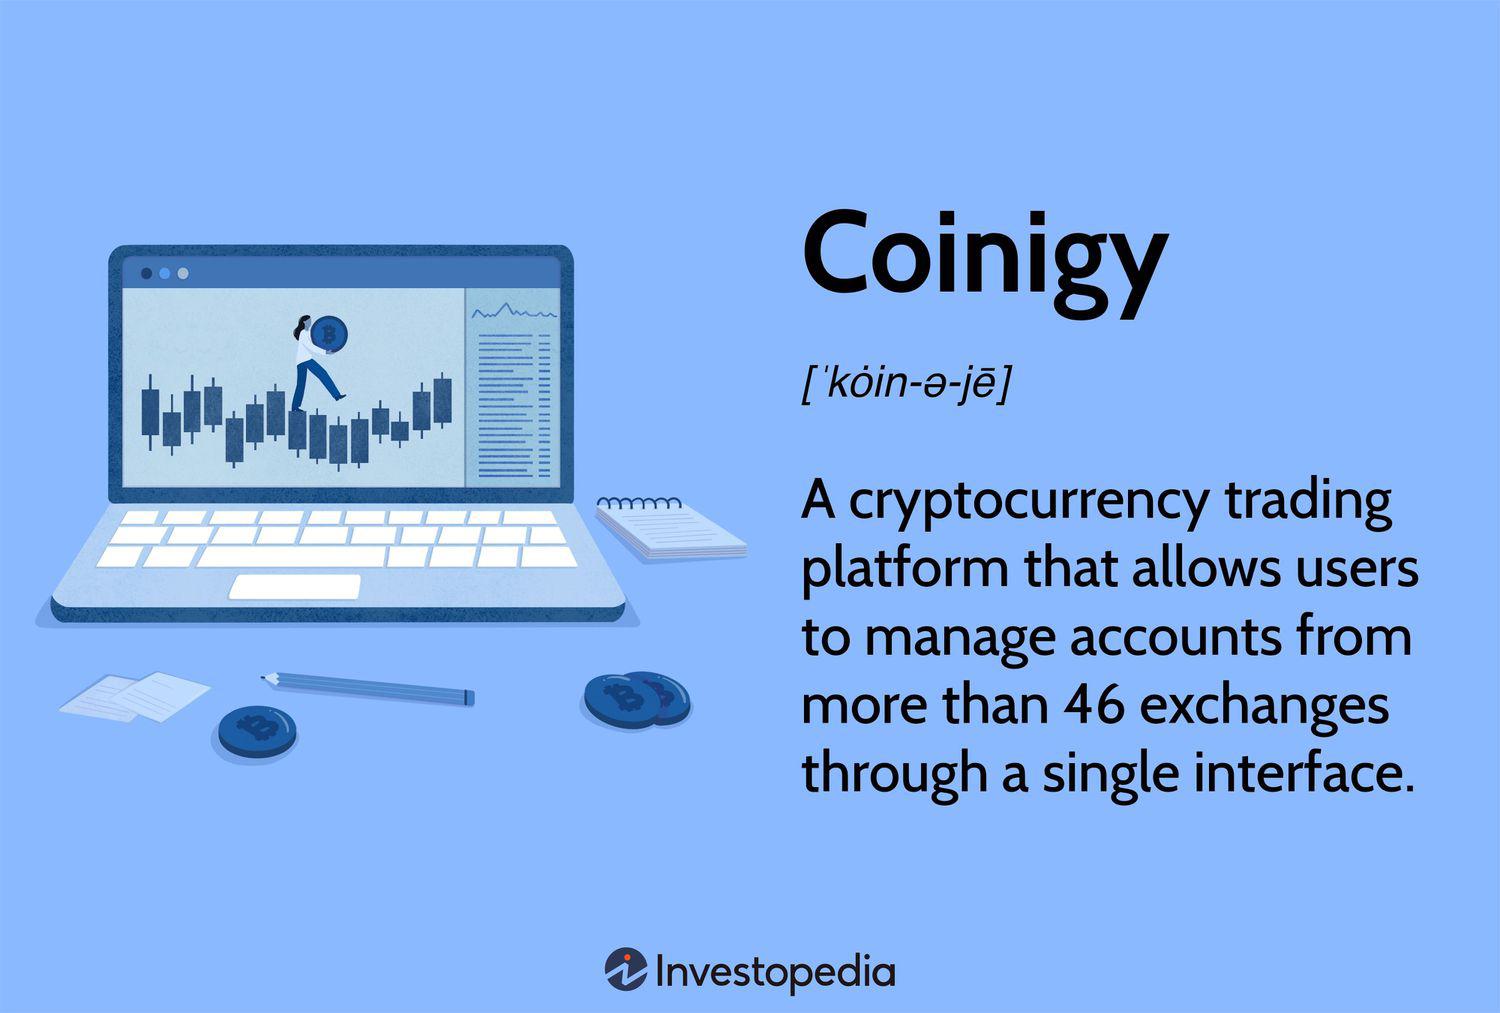 Coinigy
[ˈkȯin-ə-jē]
A cryptocurrency trading
platform that allows users
to manage accounts from
more than 46 exchanges
through a single interface.
Investopedia